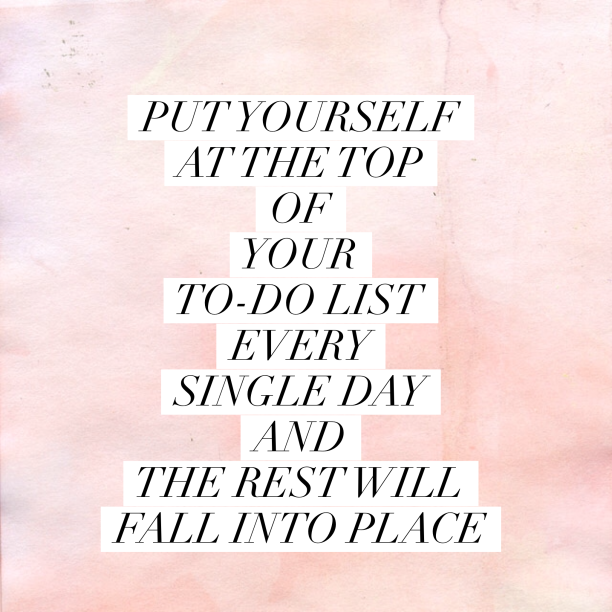 PUT YOURSELF
AT THE TOP
OF
YOUR
TO-DO LIST
EVERY
SINGLE DAY
AND
THE REST WILL
FALL INTO PLACE